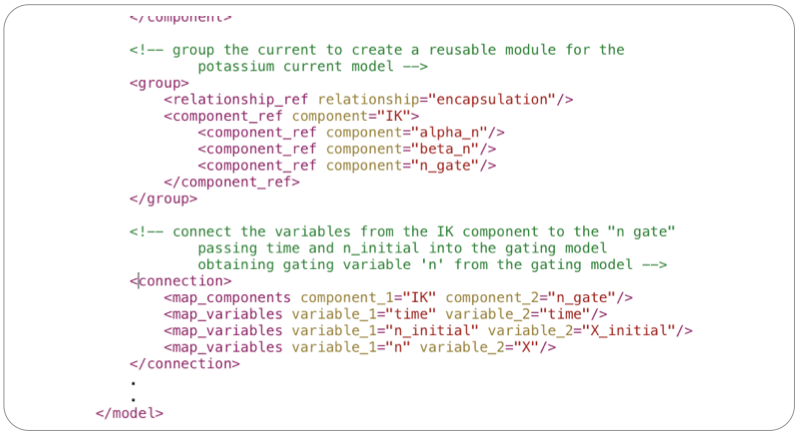 </component>
<!-- group the current to create a reusable module for the
potassium current model -->
<group>
<relationship_ref relationship="encapsulation"/>
<component_ref component="IK">
<component_ref component="alpha_n"/>
<component_ref component="beta_n"/>
<component_ref component="n_gate"/>
</component_ref>
</group>
<!-- connect the variables from the IK component to the "n gate"
passing time and n_initial into the gating model
obtaining gating variable 'n' from the gating model -->
<connection>
<map_components component_1="IK" component_2="n_gate"/>
<map_variables variable_1="time" variable_2="time"/>
<map_variables variable_1="n_initial" variable_2="X_initial"/>
<map_variables variable_1="n" variable_2="X"/>
</connection>
.
.
</model>